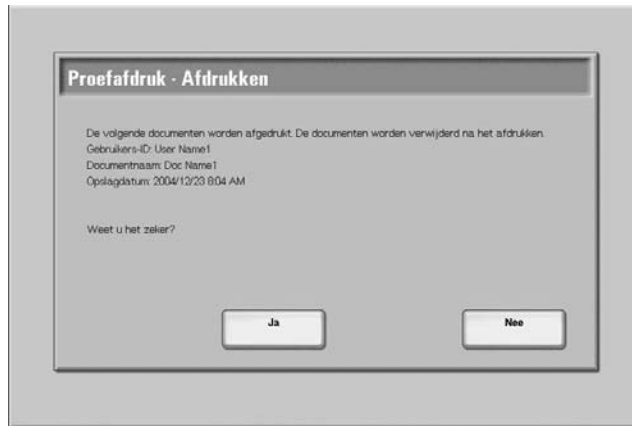 Proefafdruk - Afdrukken
De volgende documenten worden afgedrukt. De documenten worden verwijderd na het afdrukken.
Gebruikers-ID: User Name1
Documentnaam: Doc Name1
Opslagdatum: 2004/12/23 8:04 AM
Weet u het zeker?
Ja
Nee